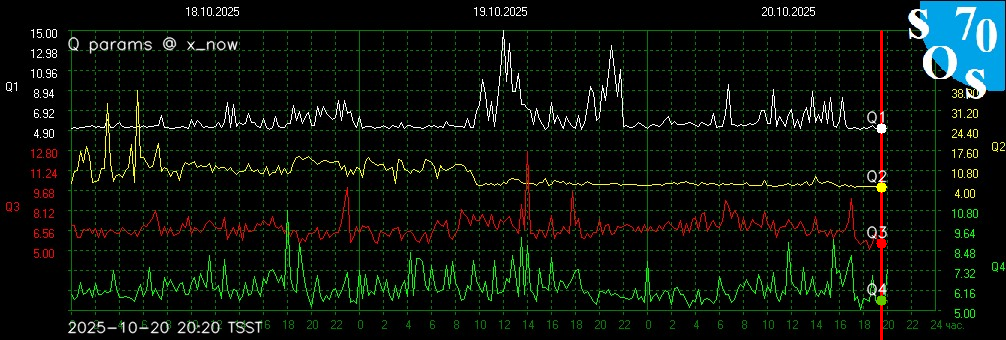 18.10.2025 19.10.2025 20.10.2025
SOS 70
Q params @ x_now
15.00
12.98
10.96
8.94
6.92
4.90
Q1
12.80
11.24
9.68
8.12
6.56
5.00
Q3
38.00
31.20
24.40
17.60
10.80
4.00
Q2
10.80
9.64
8.48
7.32
6.16
5.00
Q4
Q1
Q2
Q3
Q4
2025-10-20 20:20 TSST
18 20 22 0 2 4 6 8 10 12 14 16 18 20 22 0 2 4 6 8 10 12 14 16 18 20 22 24 час.